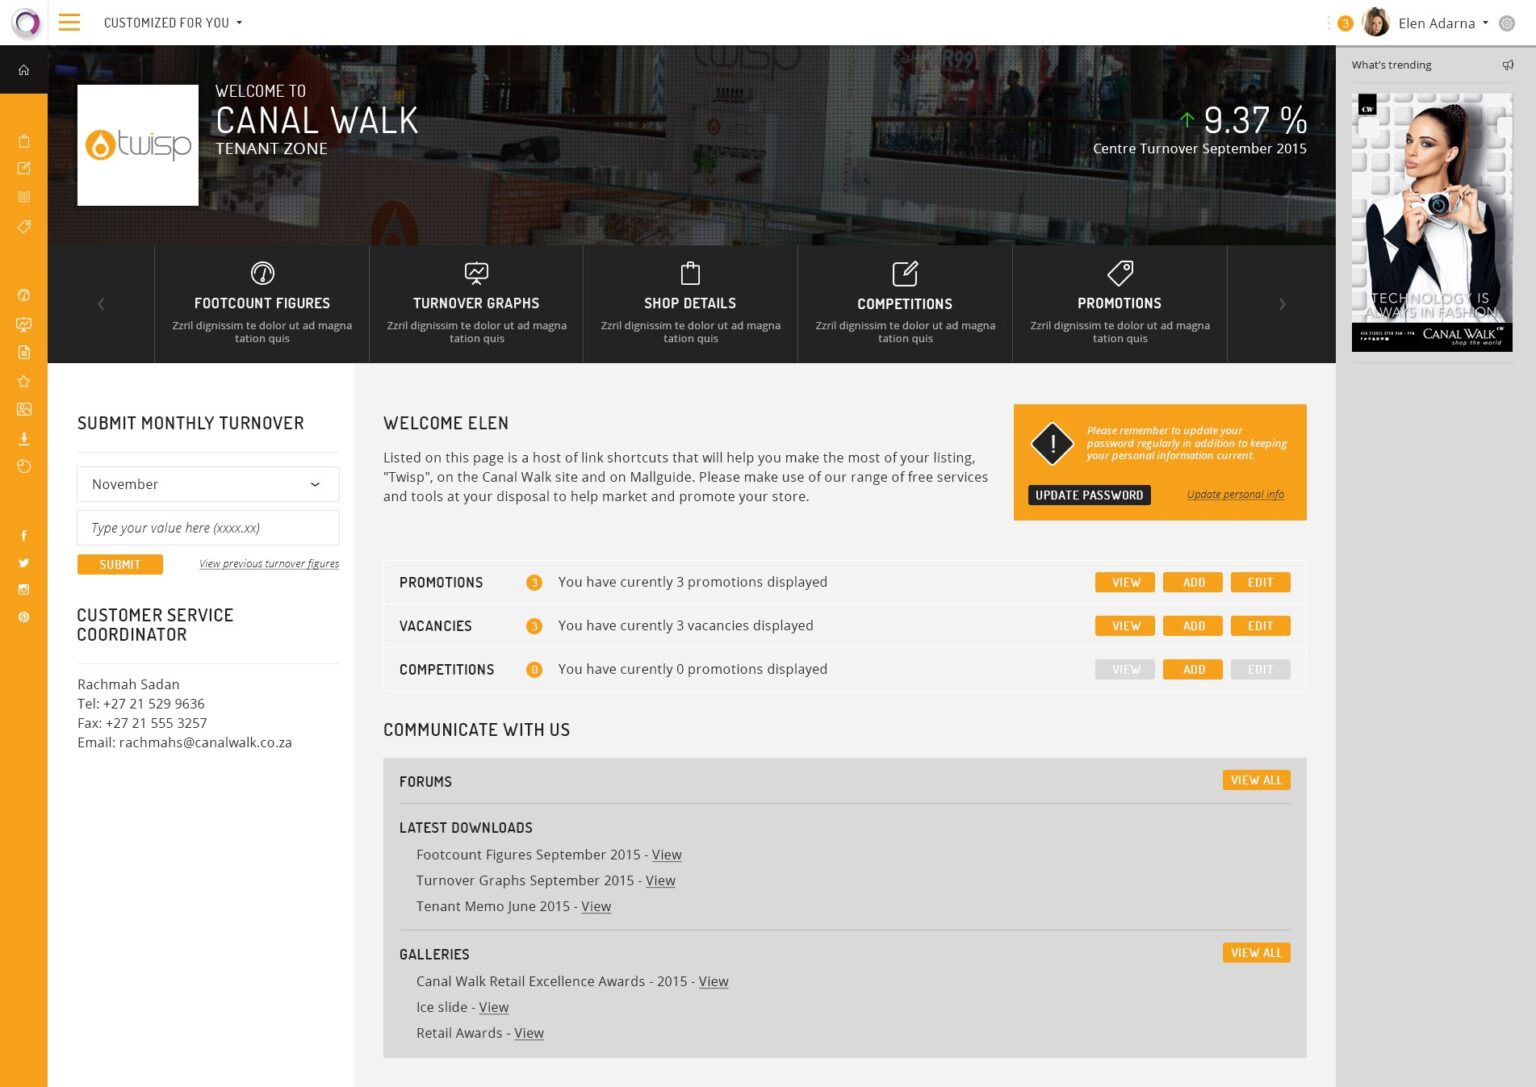 CUSTOMIZED FOR YOU
3
Elen Adarna
twisp
WELCOME TO
CANAL WALK
TENANT ZONE
9.37 %
Centre Turnover September 2015
What's trending
CW
TECHNOLOGY IS
ALWAYS IN FASHION
CANAL WALK CW
shop the world
FOOTCOUNT FIGURES
Zzril dignissim te dolor ut ad magna
tation quis
TURNOVER GRAPHS
Zzril dignissim te dolor ut ad magna
tation quis
SHOP DETAILS
Zzril dignissim te dolor ut ad magna
tation quis
COMPETITIONS
Zzril dignissim te dolor ut ad magna
tation quis
PROMOTIONS
Zzril dignissim te dolor ut ad magna
tation quis
SUBMIT MONTHLY TURNOVER
November
Type your value here (xxxx.xx)
SUBMIT
View previous turnover figures
CUSTOMER SERVICE
COORDINATOR
Rachmah Sadan
Tel: +27 21 529 9636
Fax: +27 21 555 3257
Email: rachmahs@canalwalk.co.za
WELCOME ELEN
Listed on this page is a host of link shortcuts that will help you make the most of your listing,
"Twisp", on the Canal Walk site and on Mallguide. Please make use of our range of free services
and tools at your disposal to help market and promote your store.
!
Please remember to update your
password regularly in addition to keeping
your personal information current.
UPDATE PASSWORD
Update personal info
PROMOTIONS 3 You have curently 3 promotions displayed VIEW ADD EDIT
VACANCIES 3 You have curently 3 vacancies displayed VIEW ADD EDIT
COMPETITIONS 0 You have curently 0 promotions displayed VIEW ADD EDIT
COMMUNICATE WITH US
FORUMS
VIEW ALL
LATEST DOWNLOADS
Footcount Figures September 2015 - View
Turnover Graphs September 2015 - View
Tenant Memo June 2015 - View
GALLERIES
VIEW ALL
Canal Walk Retail Excellence Awards - 2015 - View
Ice slide - View
Retail Awards - View